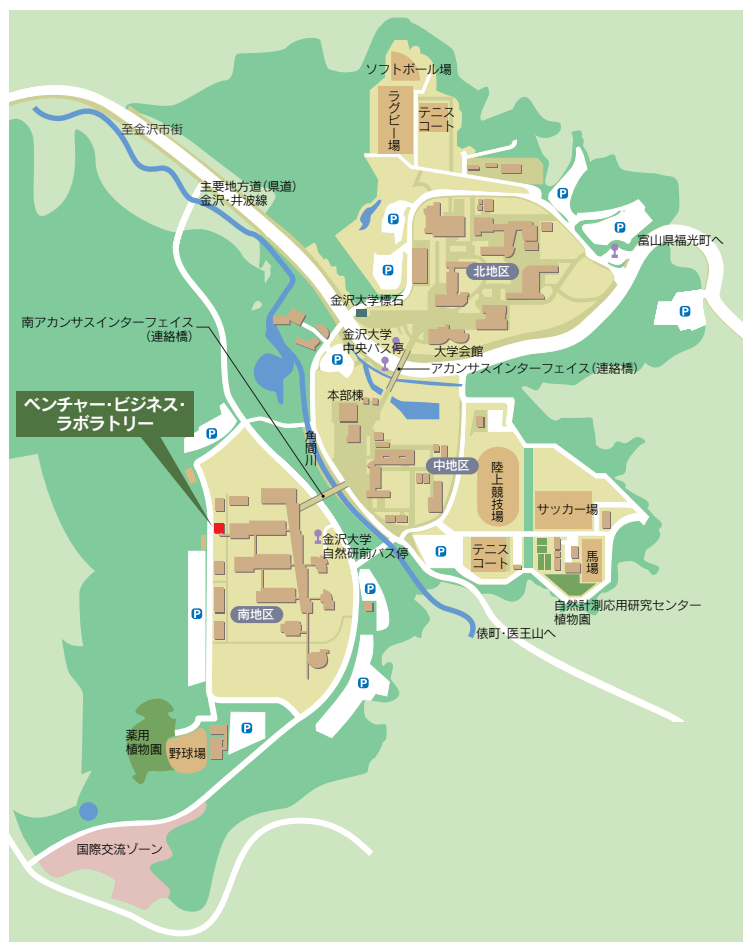 ソフトボール場
ラグビー場
テニス
コート
至金沢市街
主要地方道(県道)
金沢・井波線
P
P
P
P
富山県福光町へ
北地区
金沢大学標石
P
南アカンサスインターフェイス
(連絡橋)
金沢大学
中央バス停
大学会館
P
アカンサスインターフェイス(連絡橋)
本部棟
ベンチャー・ビジネス・
ラボラトリー
P
角間川
中地区
陸上競技場
サッカー場
金沢大学
自然研前バス停
P
テニス
コート
馬場
P
P
南地区
自然計測応用研究センター
植物園
俵町・医王山へ
P
薬用
植物園
野球場
P
国際交流ゾーン